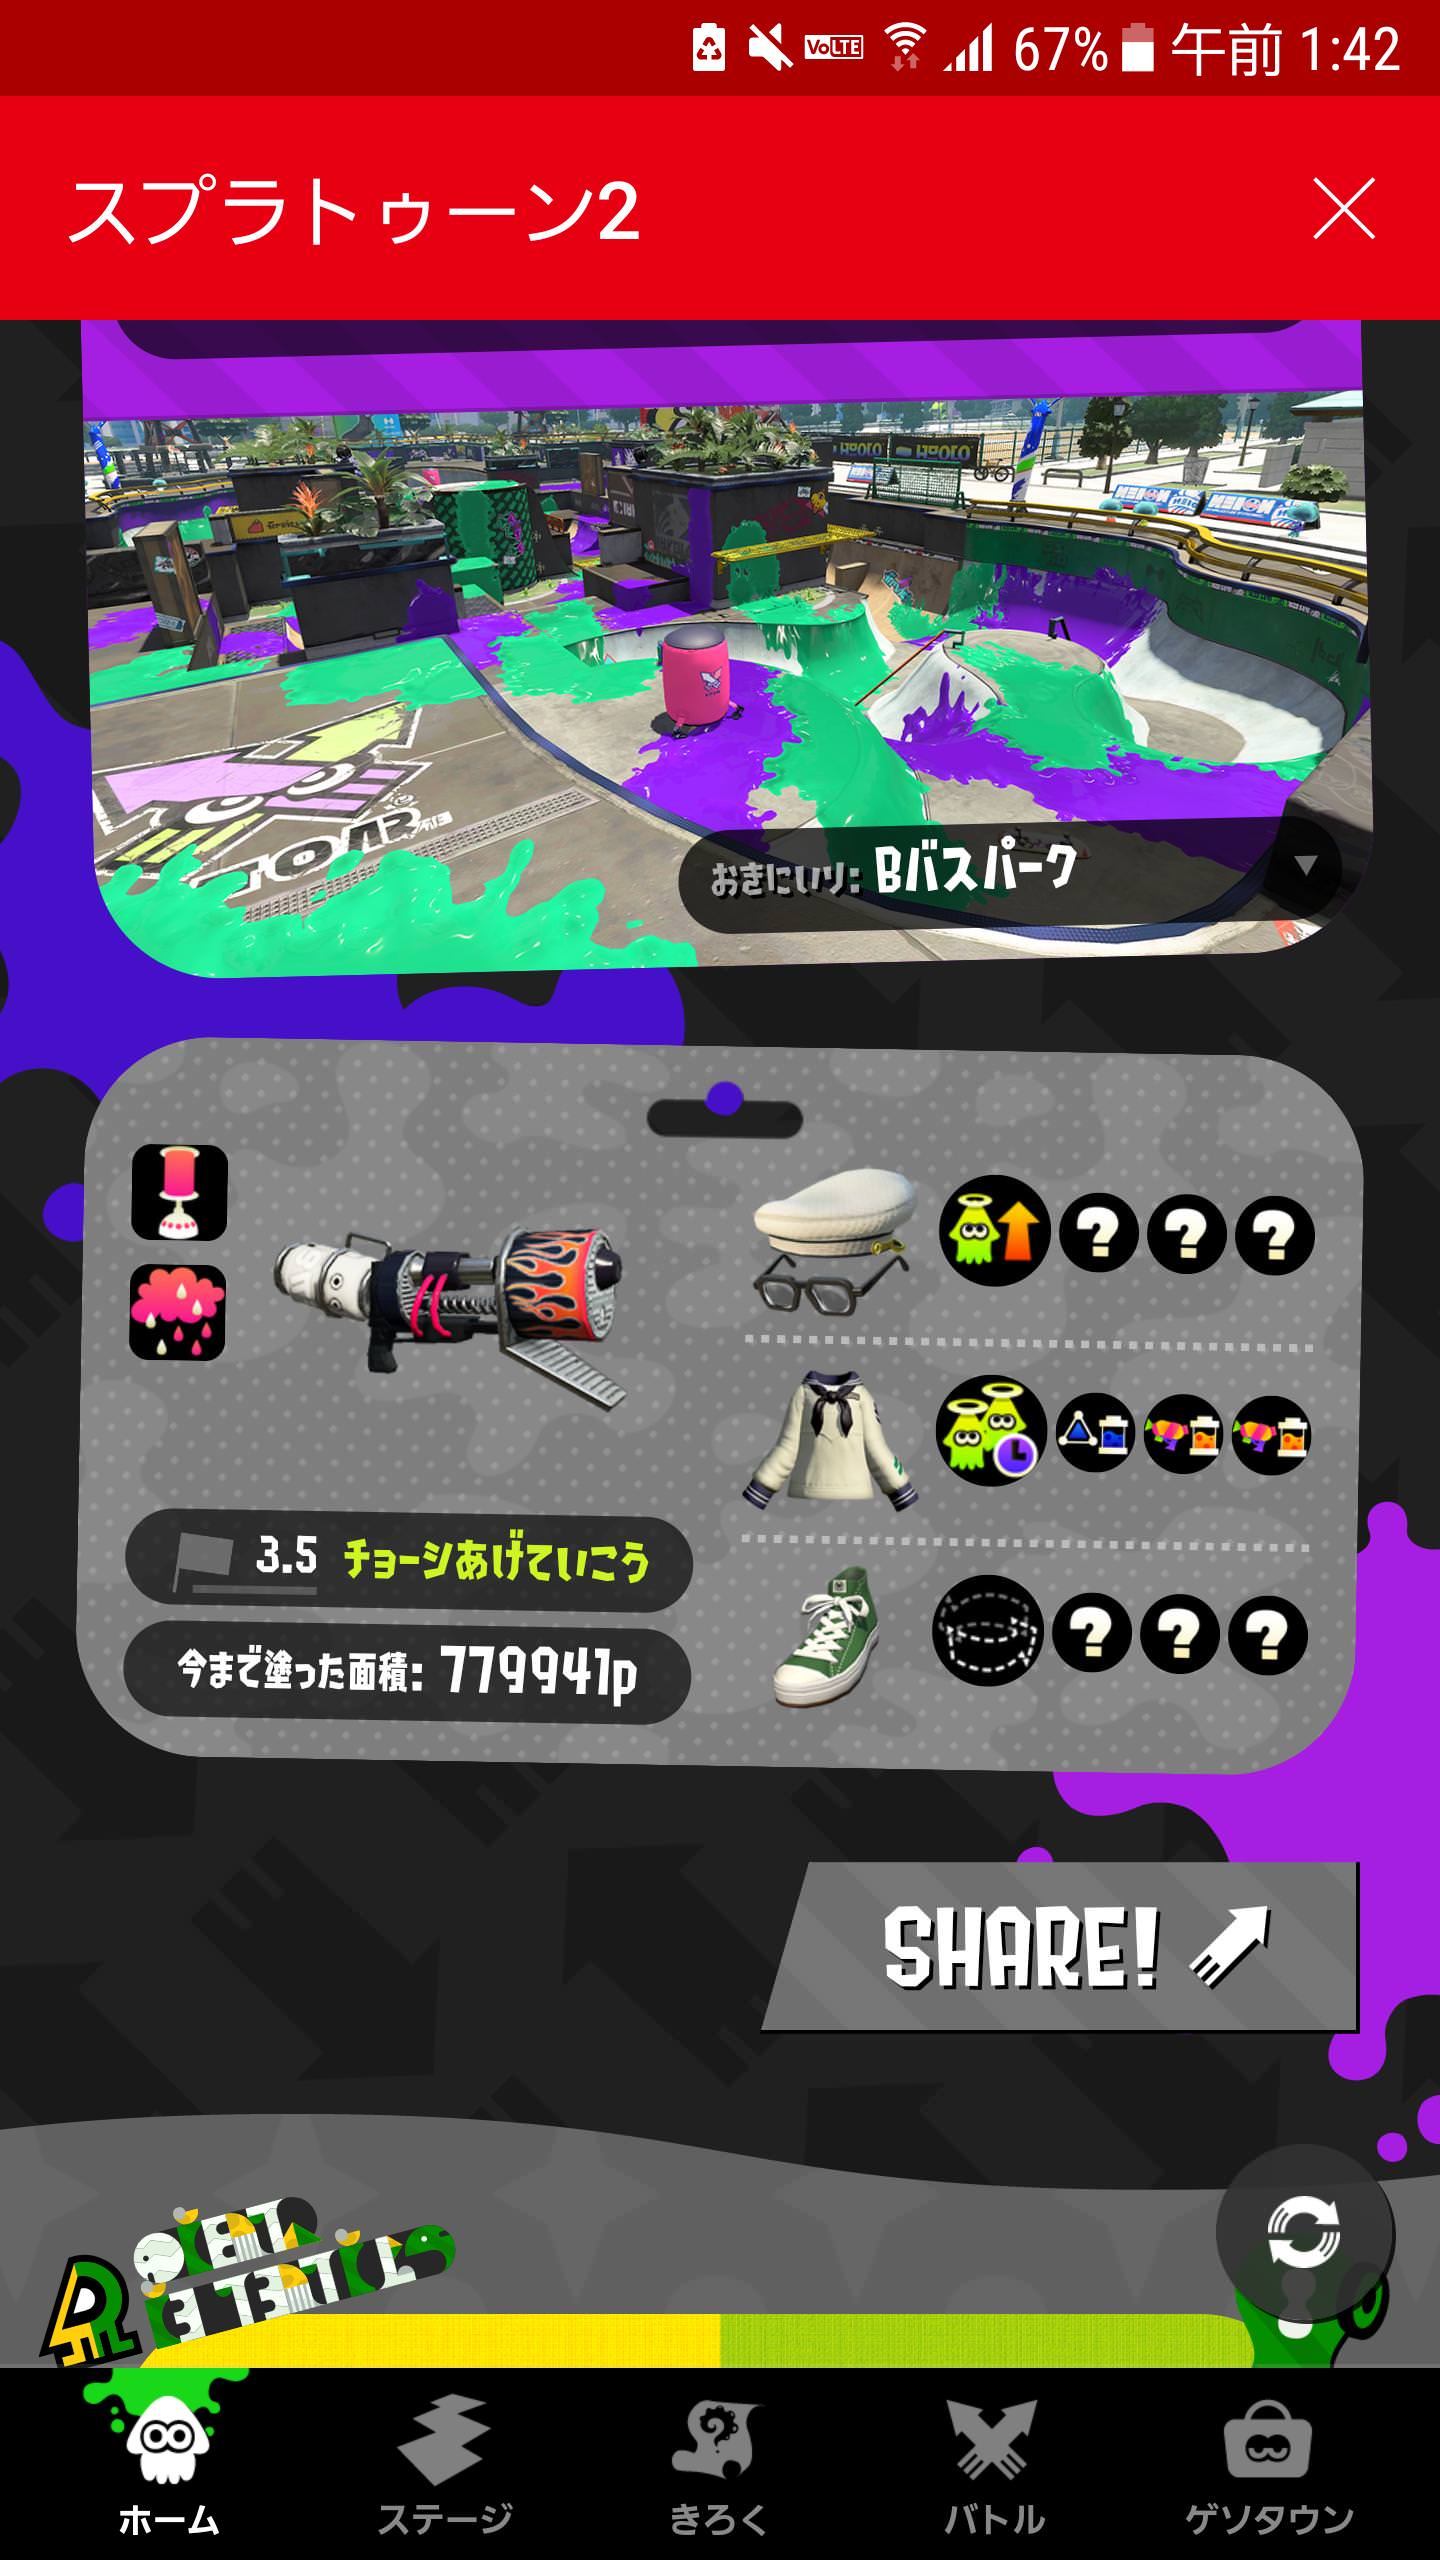 VoLTE 67% 午前 1:42
スプラトゥーン2
おきにいり: Bバスパーク
3.5 チョーシあげていこう
今まで塗った面積: 779941p
SHARE!
ホーム
ステージ
きろく
バトル
ゲソタウン